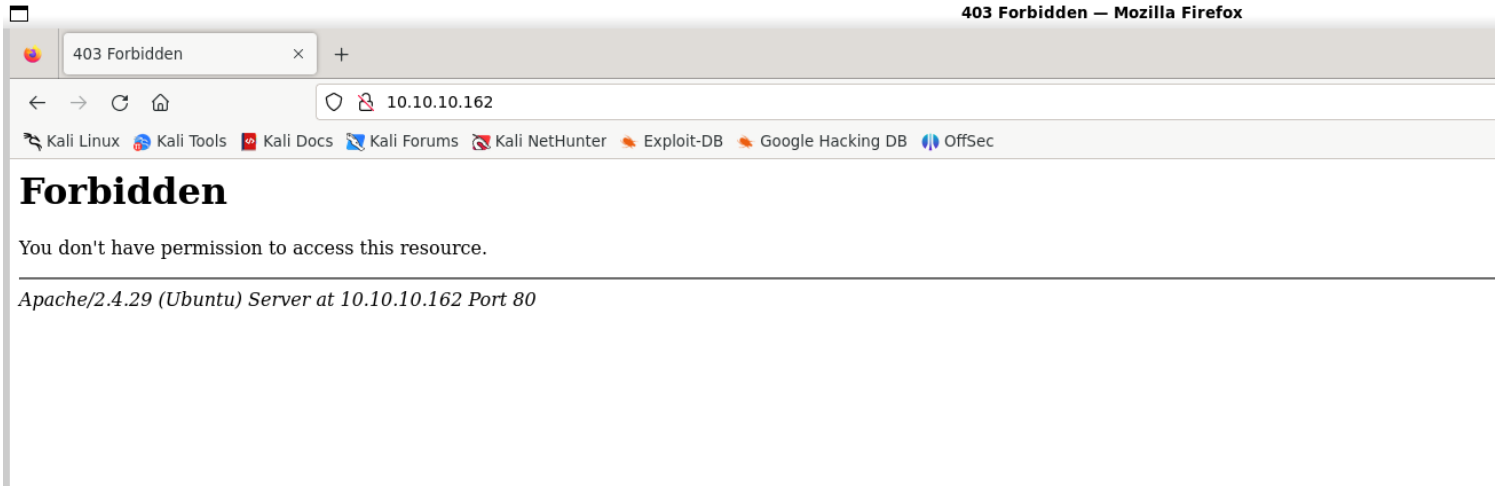 403 Forbidden — Mozilla Firefox
403 Forbidden
10.10.10.162
Kali Linux Kali Tools Kali Docs Kali Forums Kali NetHunter Exploit-DB Google Hacking DB OffSec
Forbidden
You don't have permission to access this resource.
Apache/2.4.29 (Ubuntu) Server at 10.10.10.162 Port 80